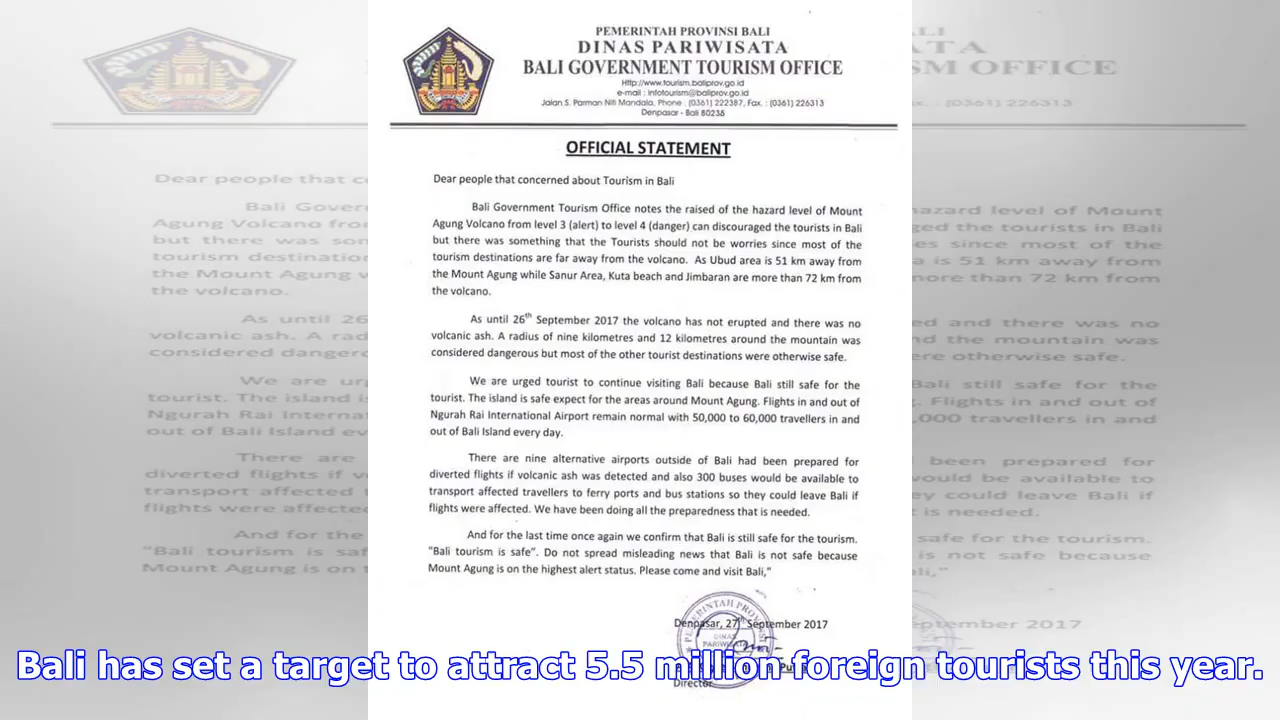 PEMERINTAH PROVINSI BALI
DINAS PARIWISATA
BALI GOVERNMENT TOURISM OFFICE
Http://www.tourism.baliprov.go.id
e-mail : infotourism@baliprov.go.id
Jalan S. Parman Niti Mandala, Phone : (0361) 222387, Fax. : (0361) 226313
Denpasar - Bali 80235
OFFICIAL STATEMENT
Dear people that concerned about Tourism in Bali
Bali Government Tourism Office notes the raised of the hazard level of Mount
Agung Volcano from level 3 (alert) to level 4 (danger) can discouraged the tourists in Bali
but there was something that the Tourists should not be worries since most of the
tourism destinations are far away from the volcano. As Ubud area is 51 km away from
the Mount Agung while Sanur Area, Kuta beach and Jimbaran are more than 72 km from
the volcano.
As until 26th September 2017 the volcano has not erupted and there was no
volcanic ash. A radius of nine kilometres and 12 kilometres around the mountain was
considered dangerous but most of the other tourist destinations were otherwise safe.
We are urged tourist to continue visiting Bali because Bali still safe for the
tourist. The island is safe expect for the areas around Mount Agung. Flights in and out of
Ngurah Rai International Airport remain normal with 50,000 to 60,000 travellers in and
out of Bali Island every day.
There are nine alternative airports outside of Bali had been prepared for
diverted flights if volcanic ash was detected and also 300 buses would be available to
transport affected travellers to ferry ports and bus stations so they could leave Bali if
flights were affected. We have been doing all the preparedness that is needed.
And for the last time once again we confirm that Bali is still safe for the tourism.
"Bali tourism is safe". Do not spread misleading news that Bali is not safe because
Mount Agung is on the highest alert status. Please come and visit Bali,"
Denpasar, 27th September 2017
PEMERINTAH PROVINSI
DINAS
PARIWISATA
Director
Bali has set a target to attract 5.5 million foreign tourists this year.